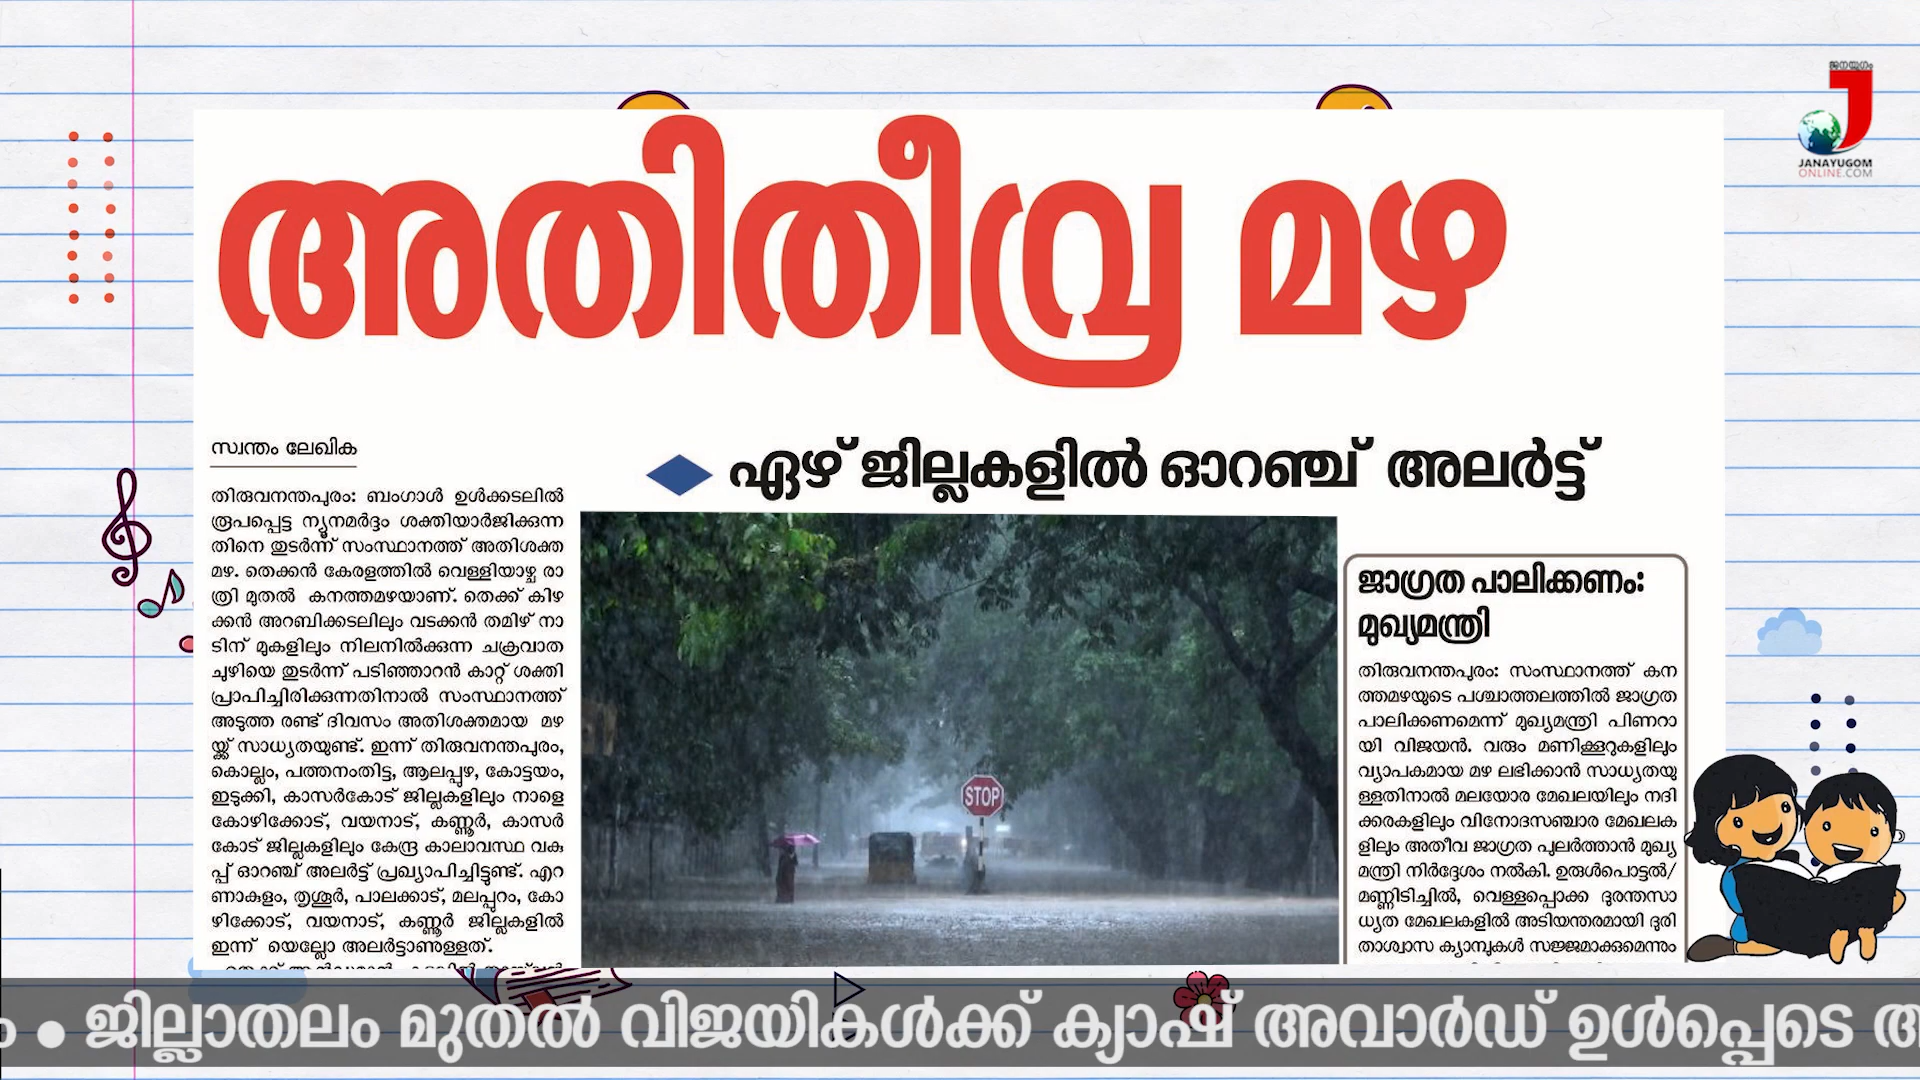 ജനയുഗം
JANAYUGOM
ONLINE.COM
അതിതീവ്ര മഴ
സ്വന്തം ലേഖിക
ഏഴ് ജില്ലകളിൽ ഓറഞ്ച് അലർട്ട്
തിരുവനന്തപുരം: ബംഗാൾ ഉൾക്കടലിൽ
രൂപപ്പെട്ട ന്യൂനമർദ്ദം ശക്തിയാർജിക്കുന്ന
തിനെ തുടർന്ന് സംസ്ഥാനത്ത് അതിശക്ത
മഴ. തെക്കൻ കേരളത്തിൽ വെള്ളിയാഴ്ച രാ
ത്രി മുതൽ കനത്തമഴയാണ്. തെക്ക് കിഴ
ക്കൻ അറബിക്കടലിലും വടക്കൻ തമിഴ് നാ
ടിന് മുകളിലും നിലനിൽക്കുന്ന ചക്രവാത
ചുഴിയെ തുടർന്ന് പടിഞ്ഞാറൻ കാറ്റ് ശക്തി
പ്രാപിച്ചിരിക്കുന്നതിനാൽ സംസ്ഥാനത്ത്
അടുത്ത രണ്ട് ദിവസം അതിശക്തമായ മഴ
യ്ക്ക് സാധ്യതയുണ്ട്. ഇന്ന് തിരുവനന്തപുരം,
കൊല്ലം, പത്തനംതിട്ട, ആലപ്പുഴ, കോട്ടയം,
ഇടുക്കി, കാസർകോട് ജില്ലകളിലും നാളെ
കോഴിക്കോട്, വയനാട്, കണ്ണൂർ, കാസർ
കോട് ജില്ലകളിലും കേന്ദ്ര കാലാവസ്ഥ വകു
പ്പ് ഓറഞ്ച് അലർട്ട് പ്രഖ്യാപിച്ചിട്ടുണ്ട്. എറ
ണാകുളം, തൃശൂർ, പാലക്കാട്, മലപ്പുറം, കോ
ഴിക്കോട്, വയനാട്, കണ്ണൂർ ജില്ലകളിൽ
ഇന്ന് യെല്ലോ അലർട്ടാണുള്ളത്.
STOP
ജാഗ്രത പാലിക്കണം:
മുഖ്യമന്ത്രി
തിരുവനന്തപുരം: സംസ്ഥാനത്ത് കന
ത്തമഴയുടെ പശ്ചാത്തലത്തിൽ ജാഗ്രത
പാലിക്കണമെന്ന് മുഖ്യമന്ത്രി പിണറാ
യി വിജയൻ. വരും മണിക്കൂറുകളിലും
വ്യാപകമായ മഴ ലഭിക്കാൻ സാധ്യതയു
ള്ളതിനാൽ മലയോര മേഖലയിലും നദി
ക്കരകളിലും വിനോദസഞ്ചാര മേഖലക
ളിലും അതീവ ജാഗ്രത പുലർത്താൻ മുഖ്യ
മന്ത്രി നിർദ്ദേശം നൽകി. ഉരുൾപൊട്ടൽ/
മണ്ണിടിച്ചിൽ, വെള്ളപ്പൊക്ക ദുരന്തസാ
ധ്യത മേഖലകളിൽ അടിയന്തരമായി ദുരി
താശ്വാസ ക്യാമ്പുകൾ സജ്ജമാക്കുമെന്നും
• ജില്ലാതലം മുതൽ വിജയികൾക്ക് ക്യാഷ് അവാർഡ് ഉൾപ്പെടെ